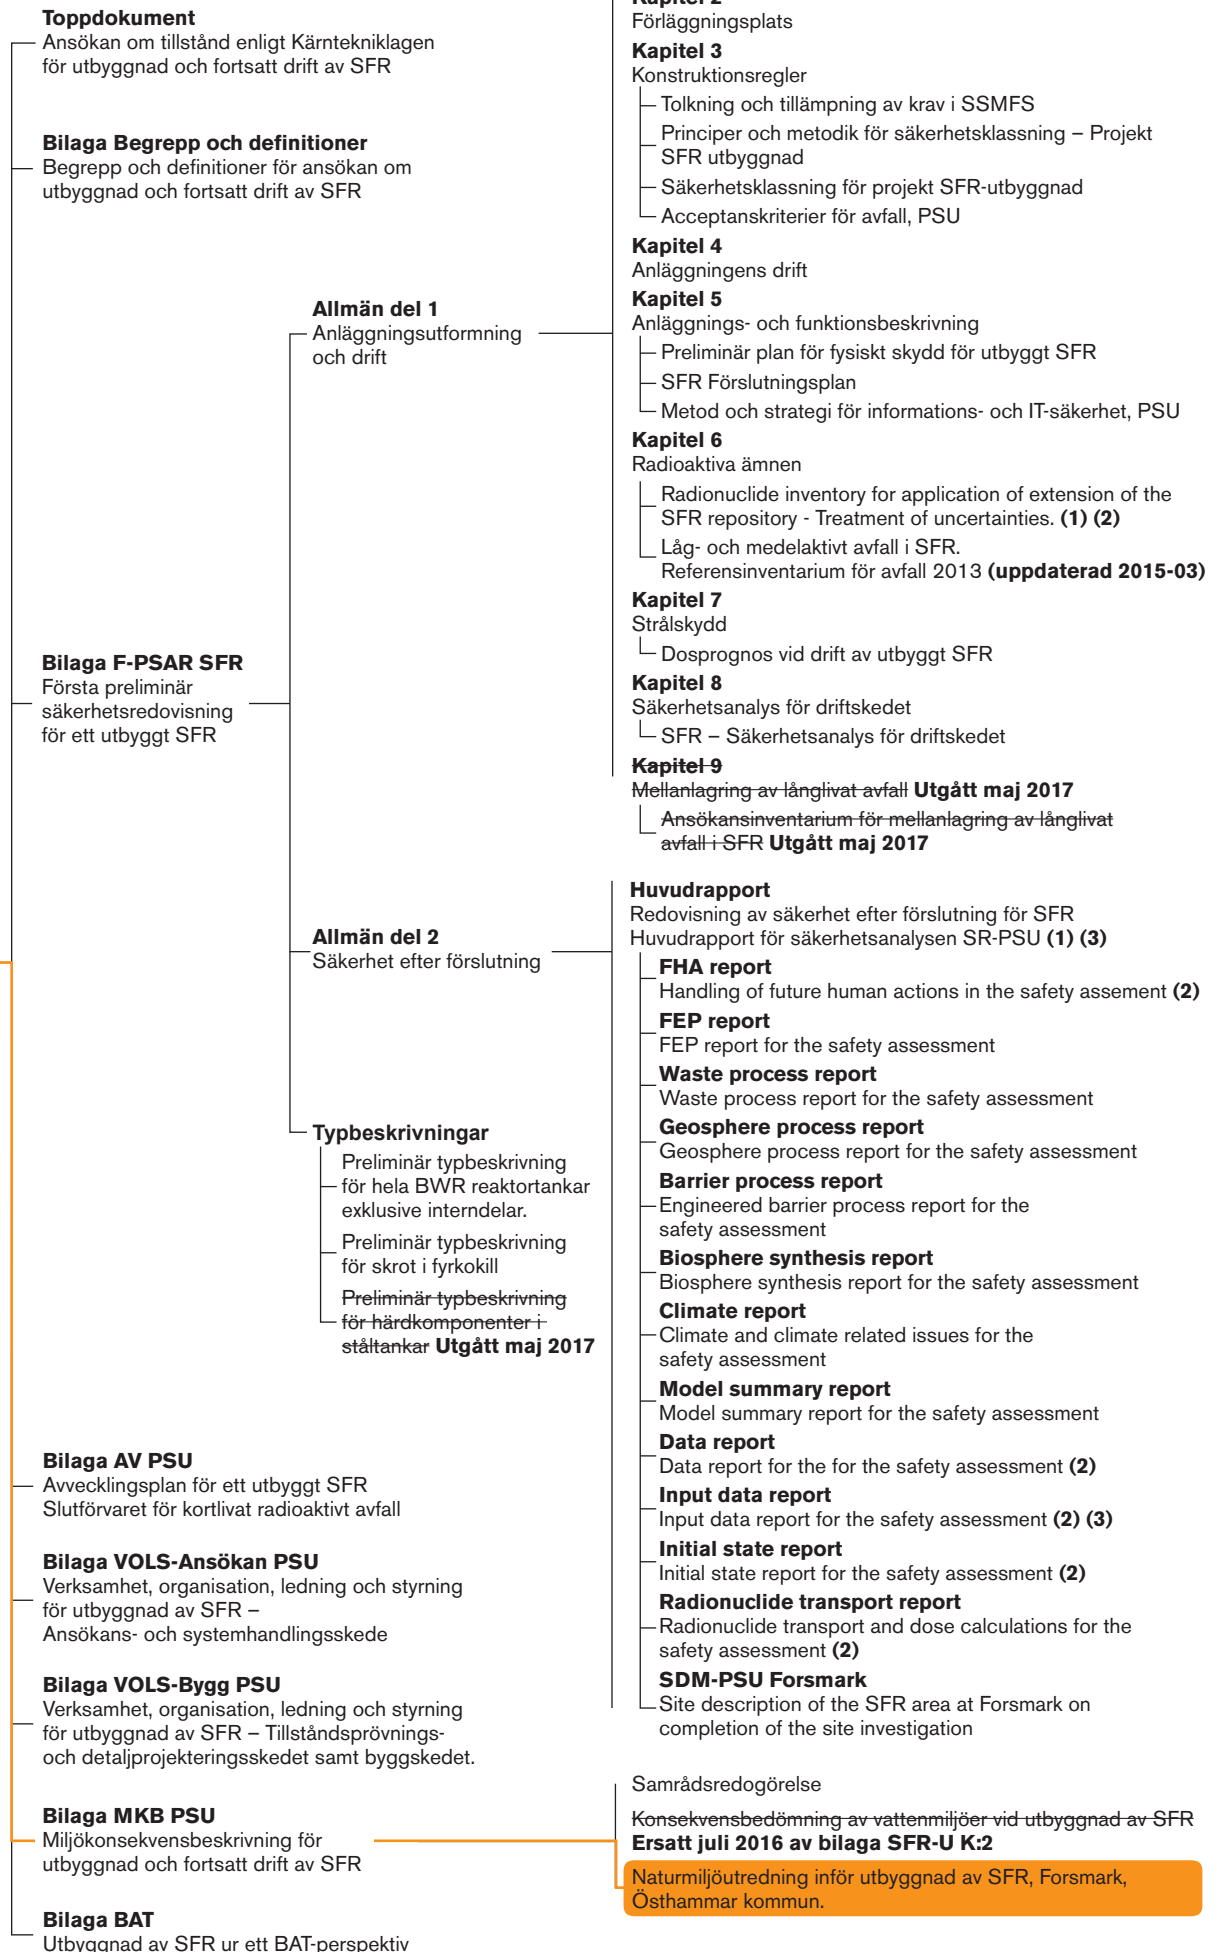 Toppdokument
Ansökan om tillstånd enligt Kärntekniklagen
för utbyggnad och fortsatt drift av SFR
Bilaga Begrepp och definitioner
Begrepp och definitioner för ansökan om
utbyggnad och fortsatt drift av SFR
Bilaga F-PSAR SFR
Första preliminär
säkerhetsredovisning
för ett utbyggt SFR
Allmän del 1
Anläggningsutformning
och drift
Kapitel 2
Förläggningsplats
Kapitel 3
Konstruktionsregler
Tolkning och tillämpning av krav i SSMFS
Principer och metodik för säkerhetsklassning – Projekt
SFR utbyggnad
Säkerhetsklassning för projekt SFR-utbyggnad
Acceptanskriterier för avfall, PSU
Kapitel 4
Anläggningens drift
Kapitel 5
Anläggnings- och funktionsbeskrivning
Preliminär plan för fysiskt skydd för utbyggt SFR
SFR Förslutningsplan
Metod och strategi för informations- och IT-säkerhet, PSU
Kapitel 6
Radioaktiva ämnen
Radionuclide inventory for application of extension of the
SFR repository - Treatment of uncertainties. (1) (2)
Låg- och medelaktivt avfall i SFR.
Referensinventarium för avfall 2013 (uppdaterad 2015-03)
Kapitel 7
Strålskydd
Dosprognos vid drift av utbyggt SFR
Kapitel 8
Säkerhetsanalys för driftskedet
SFR – Säkerhetsanalys för driftskedet
Kapitel 9
Mellanlagring av långlivat avfall Utgått maj 2017
Ansökansinventarium för mellanlagring av långlivat
avfall i SFR Utgått maj 2017
Allmän del 2
Säkerhet efter förslutning
Huvudrapport
Redovisning av säkerhet efter förslutning för SFR
Huvudrapport för säkerhetsanalysen SR-PSU (1) (3)
FHA report
Handling of future human actions in the safety assement (2)
FEP report
FEP report for the safety assessment
Waste process report
Waste process report for the safety assessment
Geosphere process report
Geosphere process report for the safety assessment
Barrier process report
Engineered barrier process report for the
safety assessment
Biosphere synthesis report
Biosphere synthesis report for the safety assessment
Climate report
Climate and climate related issues for the
safety assessment
Model summary report
Model summary report for the safety assessment
Data report
Data report for the for the safety assessment (2)
Input data report
Input data report for the safety assessment (2) (3)
Initial state report
Initial state report for the safety assessment (2)
Radionuclide transport report
Radionuclide transport and dose calculations for the
safety assessment (2)
SDM-PSU Forsmark
Site description of the SFR area at Forsmark on
completion of the site investigation
Typbeskrivningar
Preliminär typbeskrivning
för hela BWR reaktortankar
exklusive interndelar.
Preliminär typbeskrivning
för skrot i fyrkokill
Preliminär typbeskrivning
för härdkomponenter i
ståltankar Utgått maj 2017
Bilaga AV PSU
Avvecklingsplan för ett utbyggt SFR
Slutförvaret för kortlivat radioaktivt avfall
Bilaga VOLS-Ansökan PSU
Verksamhet, organisation, ledning och styrning
för utbyggnad av SFR –
Ansökans- och systemhandlingsskede
Bilaga VOLS-Bygg PSU
Verksamhet, organisation, ledning och styrning
för utbyggnad av SFR – Tillståndsprövnings-
och detaljprojekteringsskedet samt byggskedet.
Bilaga MKB PSU
Miljökonsekvensbeskrivning för
utbyggnad och fortsatt drift av SFR
Samrådsredogörelse
Konsekvensbedömning av vattenmiljöer vid utbyggnad av SFR
Ersatt juli 2016 av bilaga SFR-U K:2
Naturmiljöutredning inför utbyggnad av SFR, Forsmark,
Östhammar kommun.
Bilaga BAT
Utbyggnad av SFR ur ett BAT-perspektiv